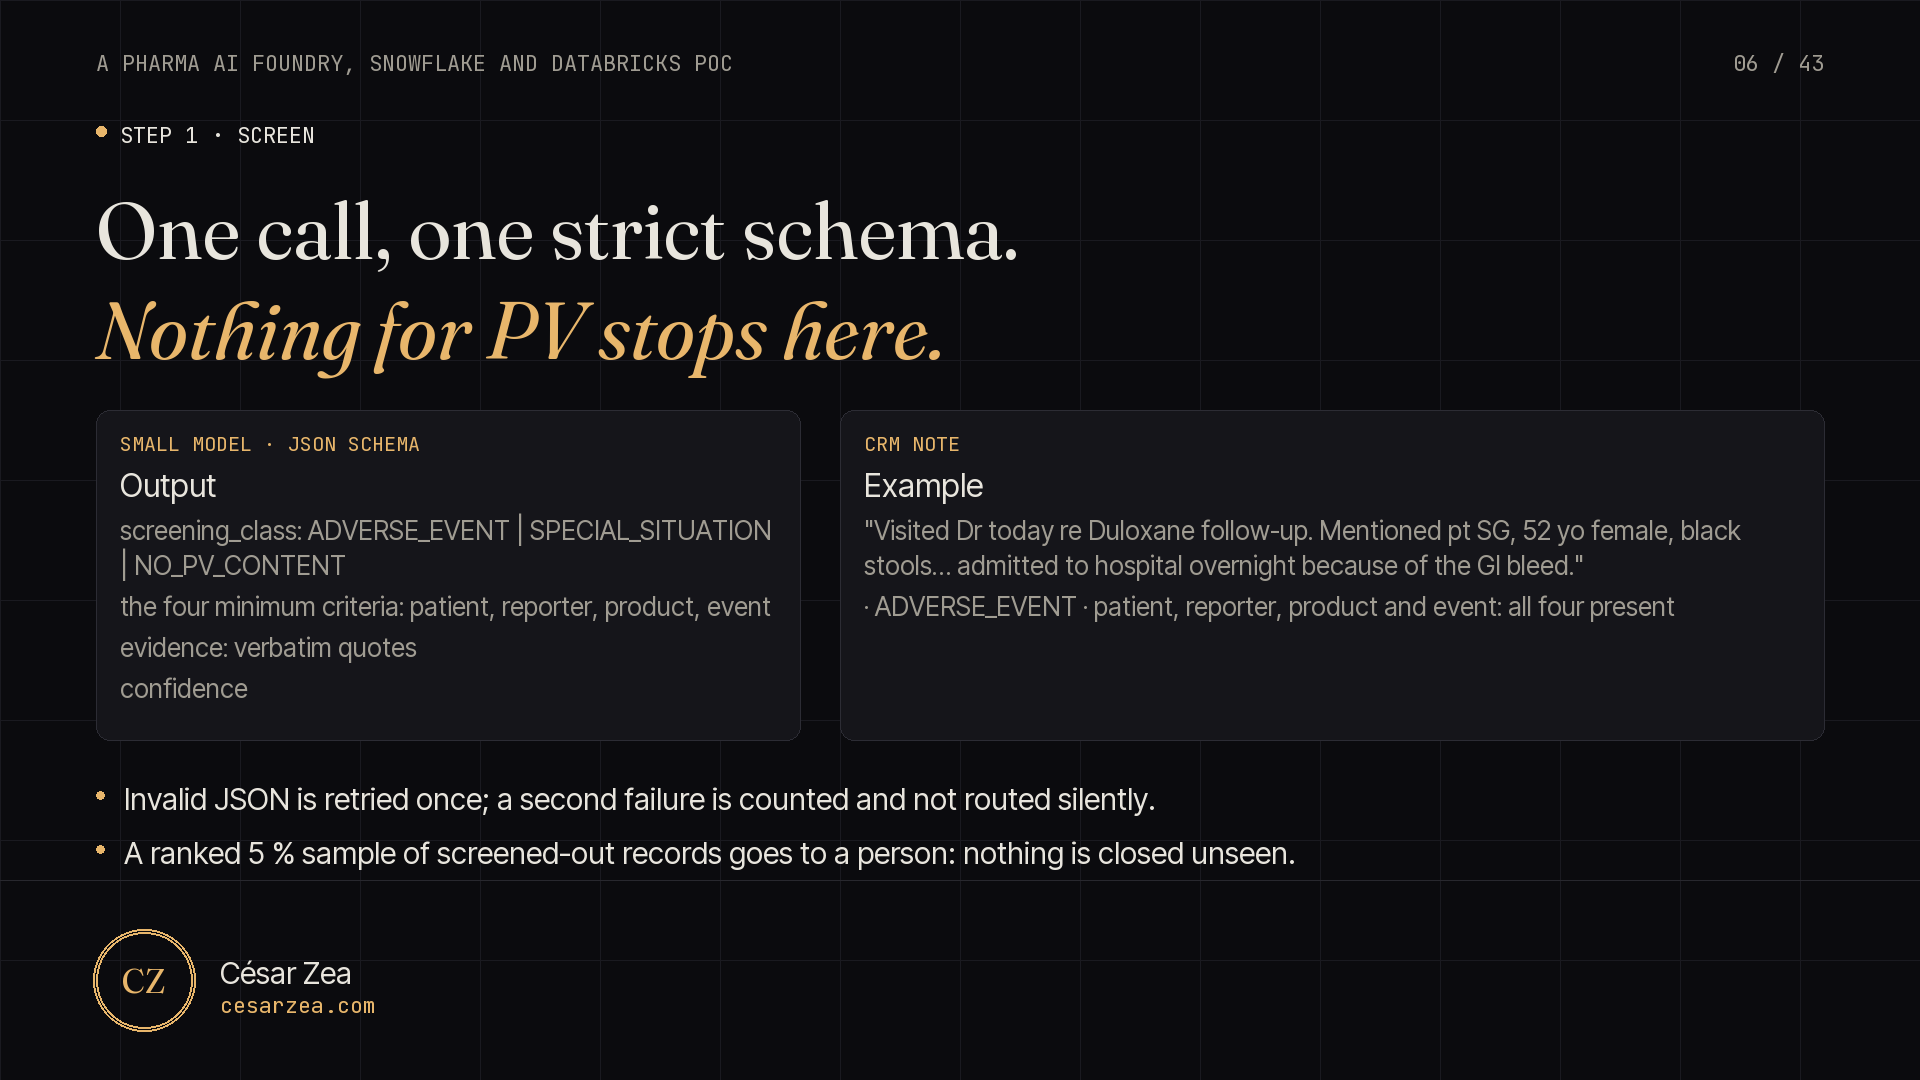 A PHARMA AI FOUNDRY, SNOWFLAKE AND DATABRICKS POC
06 / 43
STEP 1 · SCREEN
One call, one strict schema.
Nothing for PV stops here.
SMALL MODEL · JSON SCHEMA
Output
screening_class: ADVERSE_EVENT | SPECIAL_SITUATION
| NO_PV_CONTENT
the four minimum criteria: patient, reporter, product, event
evidence: verbatim quotes
confidence
CRM NOTE
Example
"Visited Dr today re Duloxane follow-up. Mentioned pt SG, 52 yo female, black
stools... admitted to hospital overnight because of the GI bleed."
· ADVERSE_EVENT · patient, reporter, product and event: all four present
• Invalid JSON is retried once; a second failure is counted and not routed silently.
• A ranked 5 % sample of screened-out records goes to a person: nothing is closed unseen.
CZ
César Zea
cesarzea.com